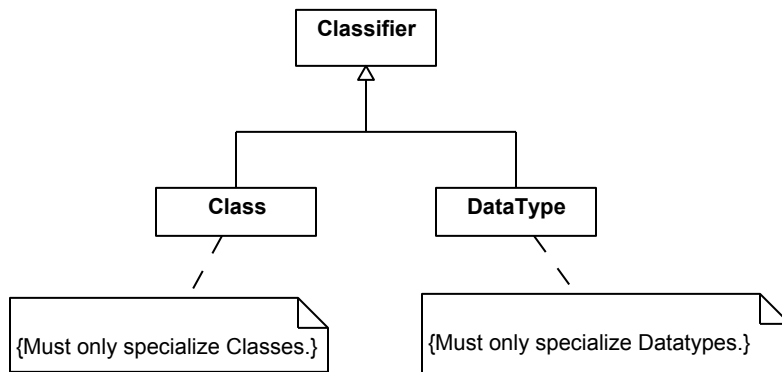 Classifier
Class
DataType
{Must only specialize Classes.}
{Must only specialize Datatypes.}